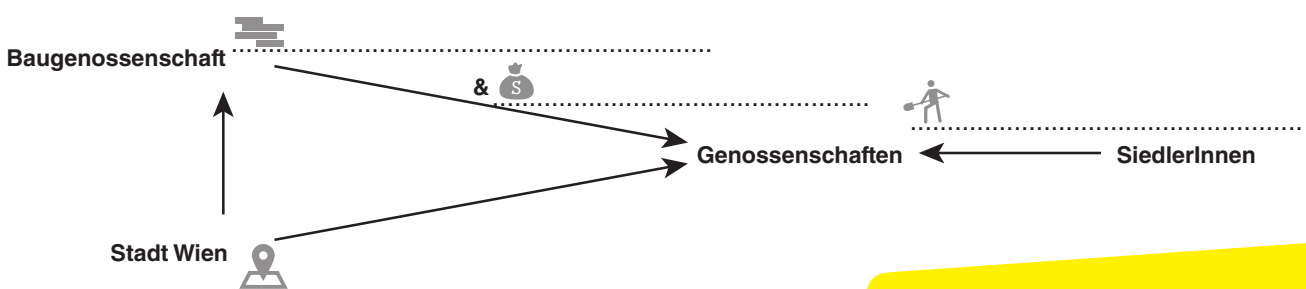 Baugenossenschaft
& S
Genossenschaften
SiedlerInnen
Stadt Wien